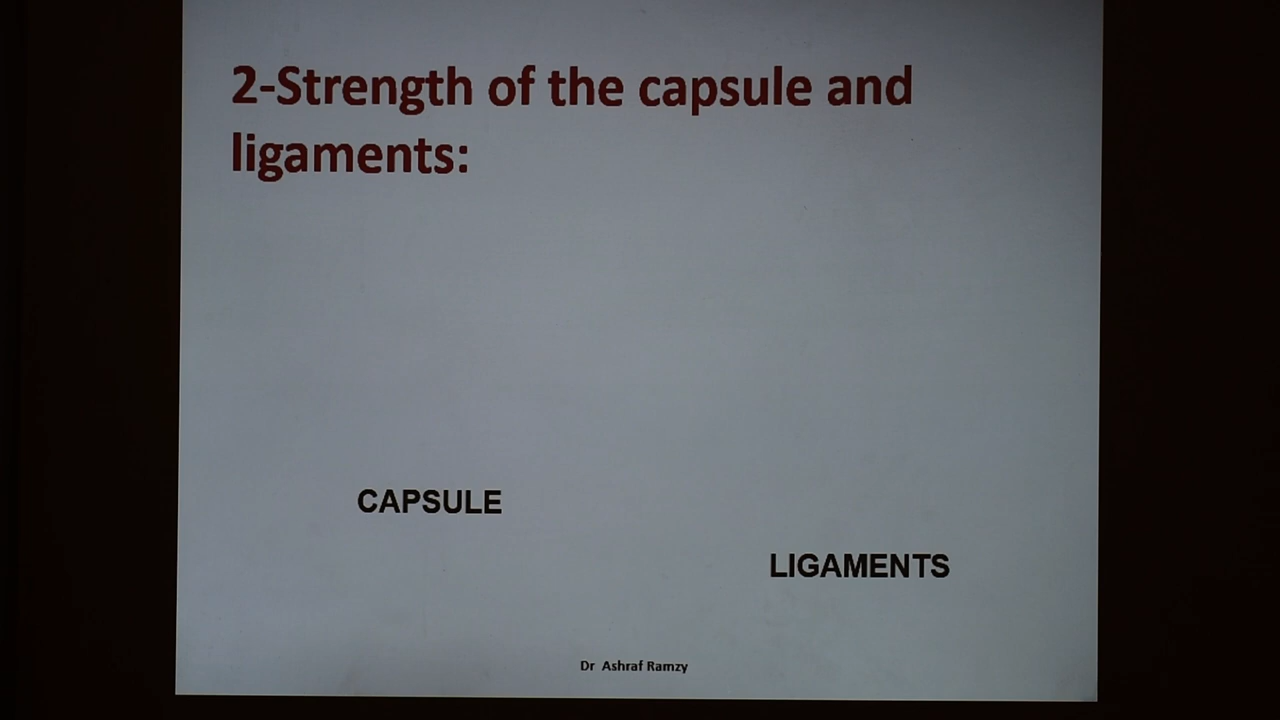 2-Strength of the capsule and
ligaments:
CAPSULE
LIGAMENTS
Dr Ashraf Ramzy